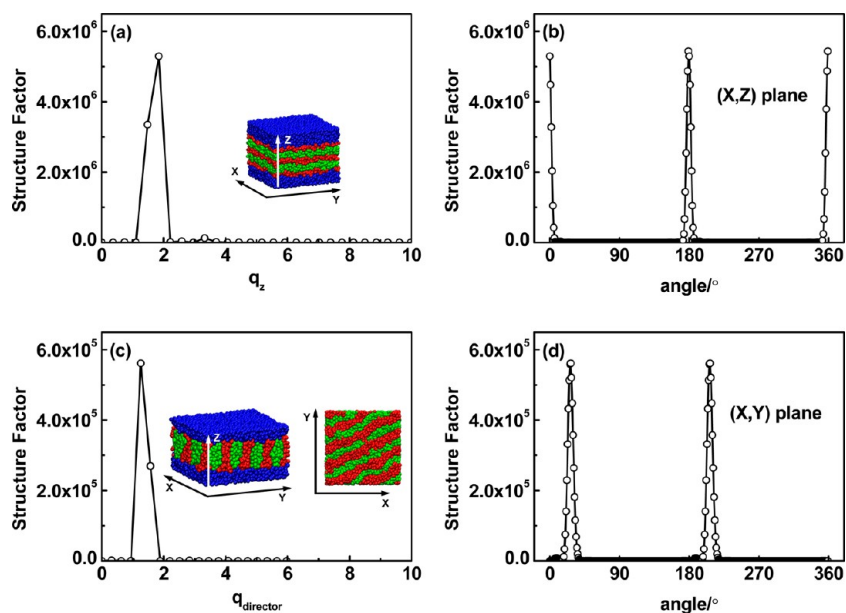 (a)
Structure Factor
6.0x10⁶
4.0x10⁶
2.0x10⁶
0.0
0 2 4 6 8 10
q_z
Z
X
Y
(b)
Structure Factor
6.0x10⁶
4.0x10⁶
2.0x10⁶
0.0
0 90 180 270 360
angle/°
(X,Z) plane
(c)
Structure Factor
6.0x10⁵
4.0x10⁵
2.0x10⁵
0.0
0 2 4 6 8 10
q_director
Z
X
Y
Y
X
(d)
Structure Factor
6.0x10⁵
4.0x10⁵
2.0x10⁵
0.0
0 90 180 270 360
angle/°
(X,Y) plane